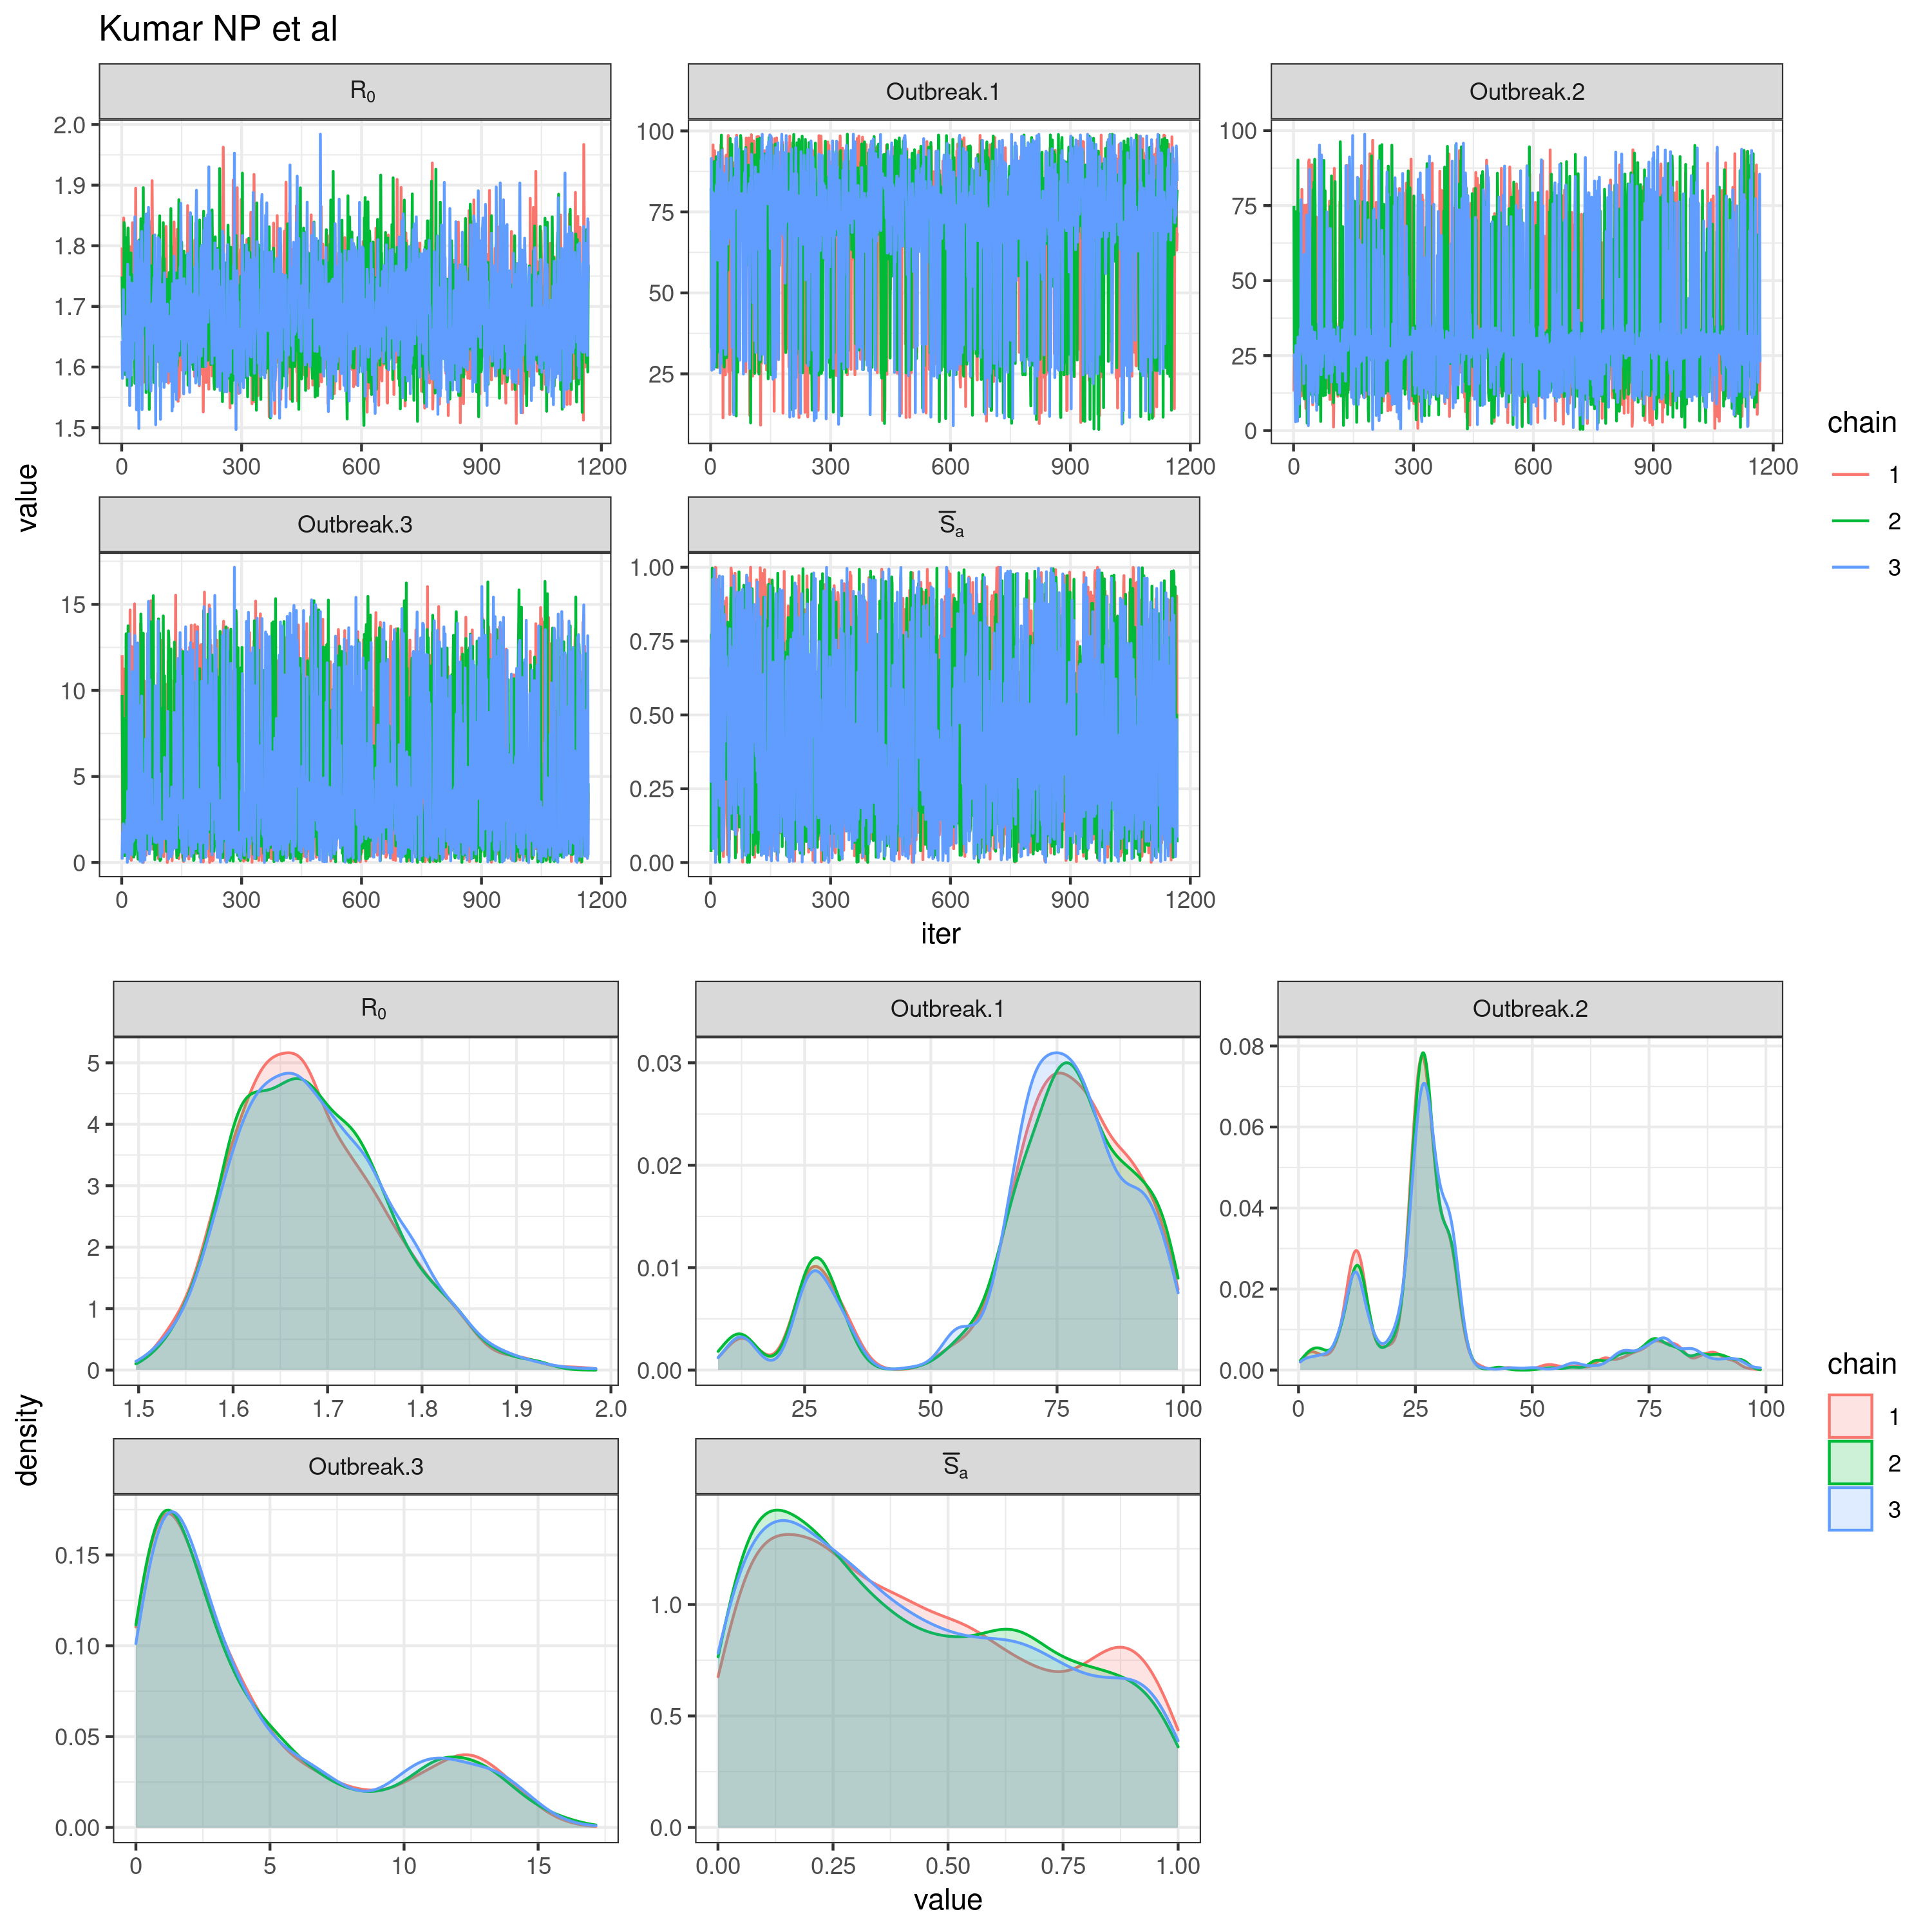 Kumar NP et al
R₀
Outbreak.1
Outbreak.2
2.0
1.9
1.8
1.7
1.6
1.5
100
75
50
25
100
75
50
25
0
0 300 600 900 1200
0 300 600 900 1200
0 300 600 900 1200
value
Outbreak.3
S̅ₐ
15
10
5
0
1.00
0.75
0.50
0.25
0.00
0 300 600 900 1200
0 300 600 900 1200
iter
chain
1
2
3
R₀
Outbreak.1
Outbreak.2
5
4
3
2
1
0
0.03
0.02
0.01
0.00
0.08
0.06
0.04
0.02
0.00
1.5 1.6 1.7 1.8 1.9 2.0
25 50 75 100
0 25 50 75 100
density
Outbreak.3
S̅ₐ
0.15
0.10
0.05
0.00
1.0
0.5
0.0
0 5 10 15
0.00 0.25 0.50 0.75 1.00
value
chain
1
2
3